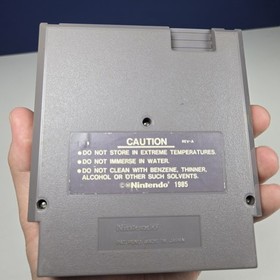 CAUTION REV-A
• DO NOT STORE IN EXTREME TEMPERATURES.
• DO NOT IMMERSE IN WATER.
• DO NOT CLEAN WITH BENZENE, THINNER,
ALCOHOL OR OTHER SUCH SOLVENTS.
©Nintendo® 1985
Nintendo